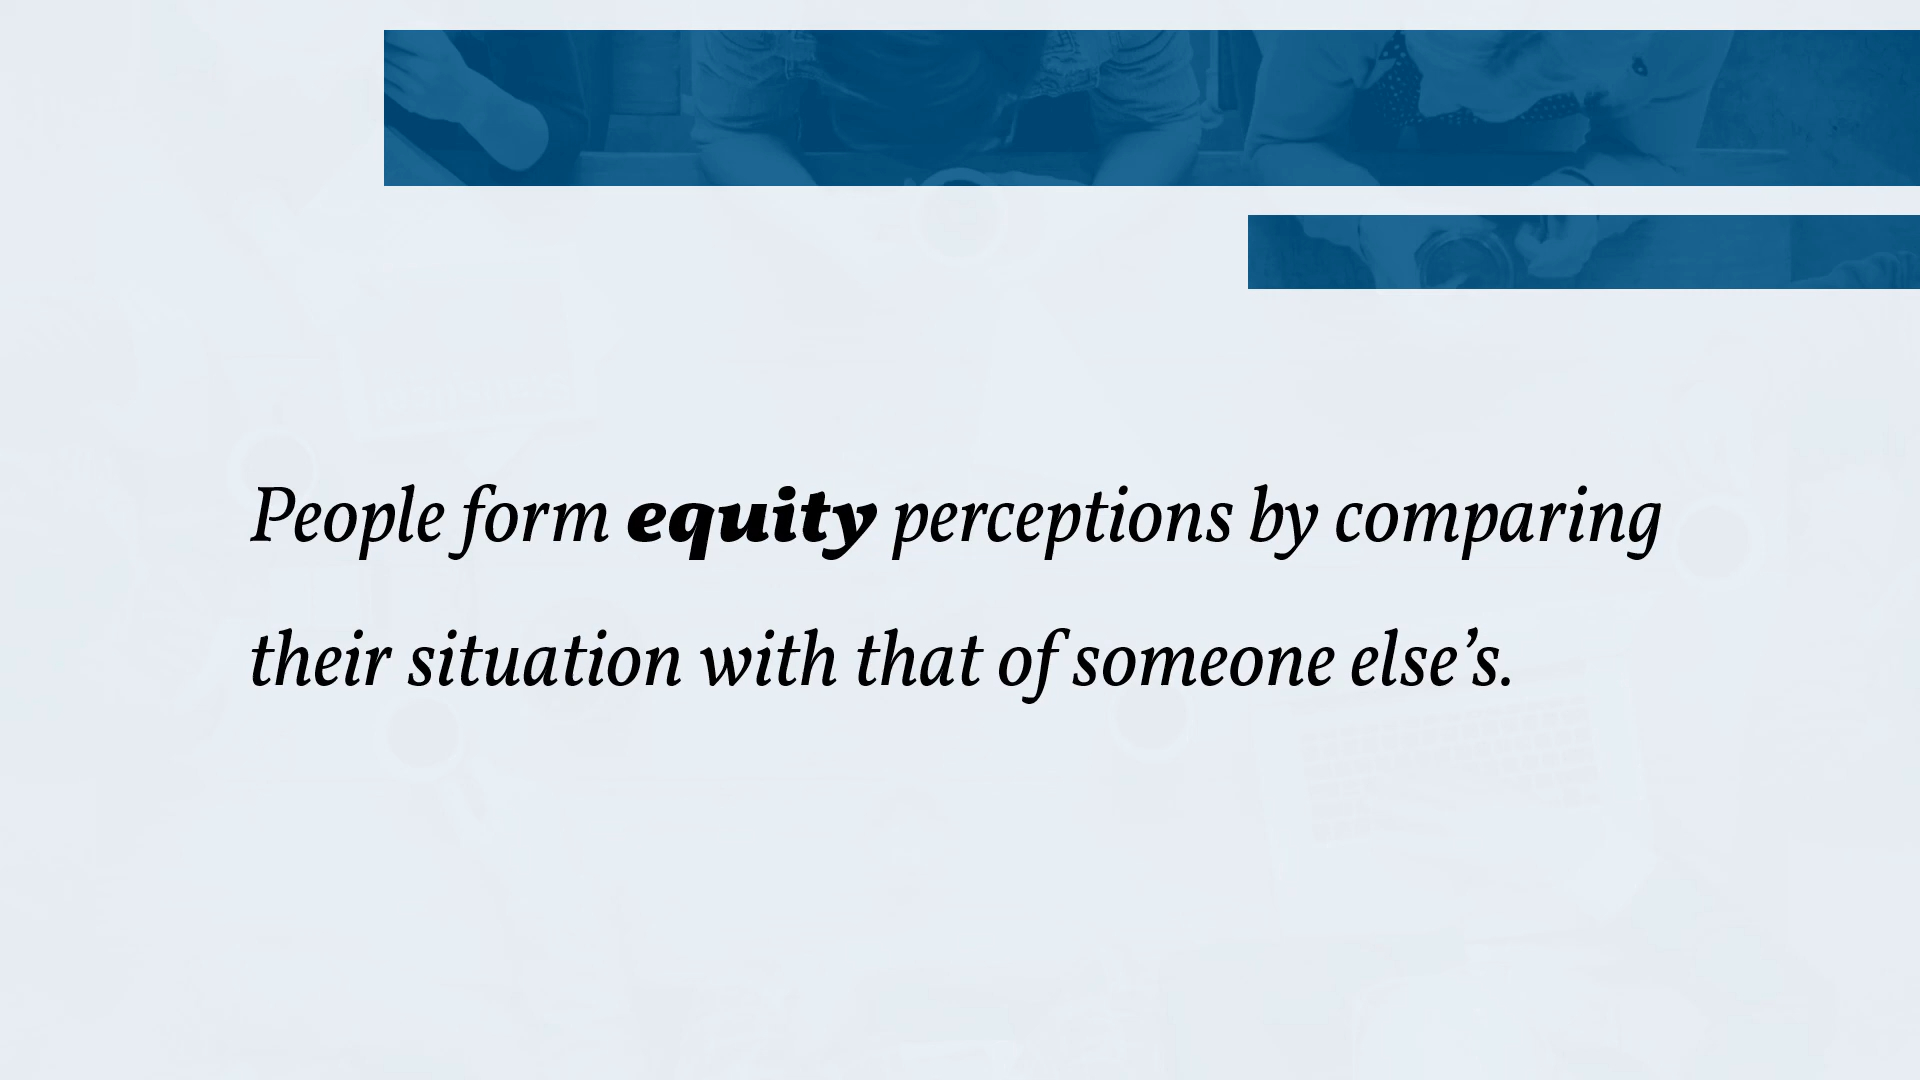 People form equity perceptions by comparing
their situation with that of someone else’s.